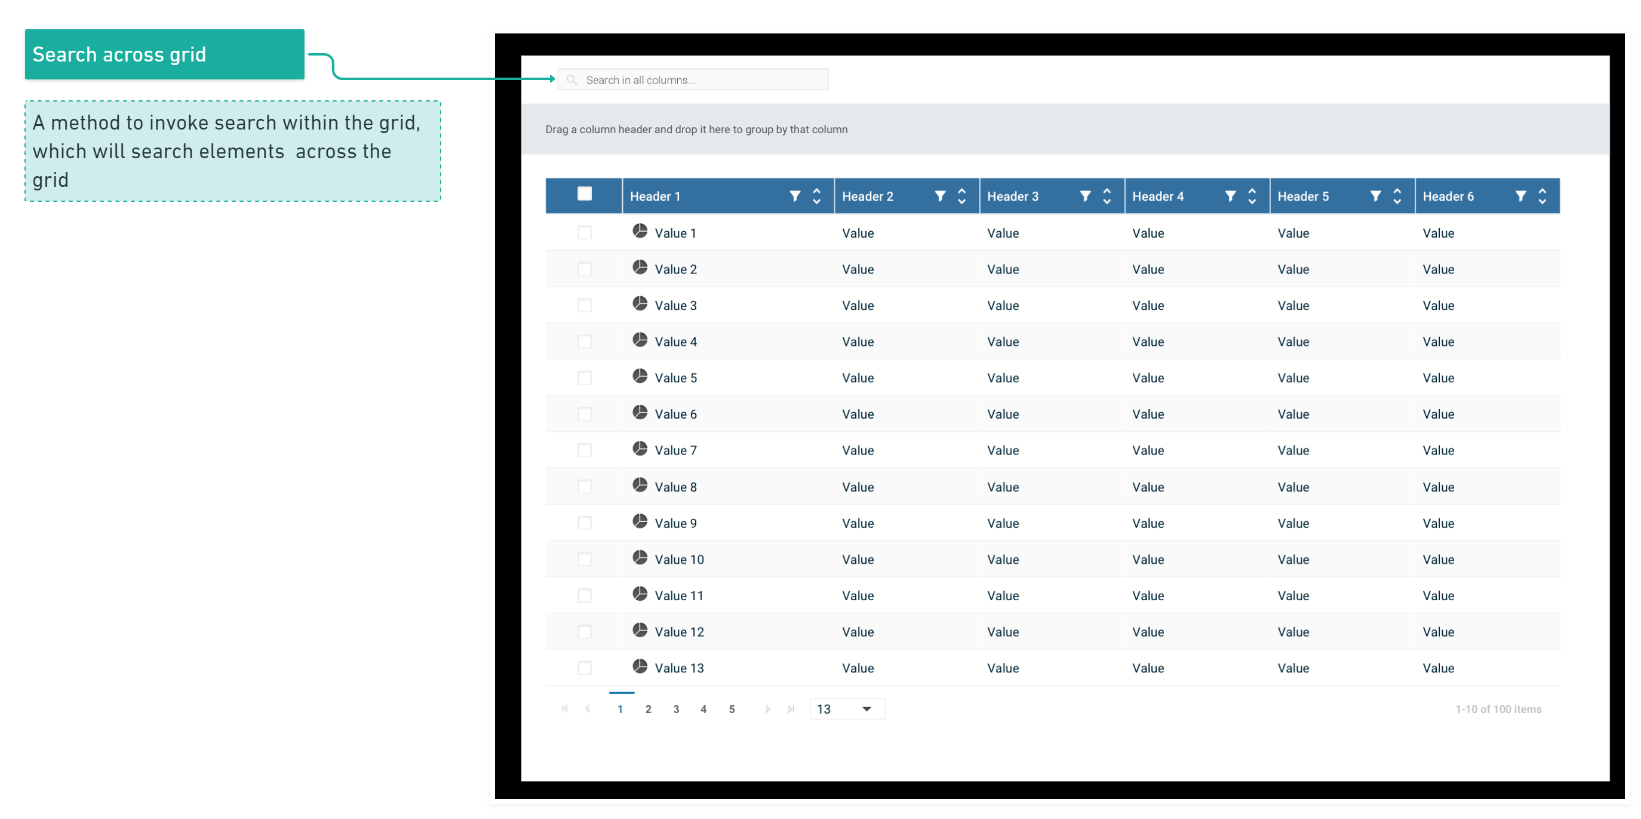 Search across grid
A method to invoke search within the grid,
which will search elements across the
grid
Search in all columns...
Drag a column header and drop it here to group by that column
Header 1 Header 2 Header 3 Header 4 Header 5 Header 6
Value 1 Value Value Value Value Value
Value 2 Value Value Value Value Value
Value 3 Value Value Value Value Value
Value 4 Value Value Value Value Value
Value 5 Value Value Value Value Value
Value 6 Value Value Value Value Value
Value 7 Value Value Value Value Value
Value 8 Value Value Value Value Value
Value 9 Value Value Value Value Value
Value 10 Value Value Value Value Value
Value 11 Value Value Value Value Value
Value 12 Value Value Value Value Value
Value 13 Value Value Value Value Value
1 2 3 4 5 13 1-10 of 100 items